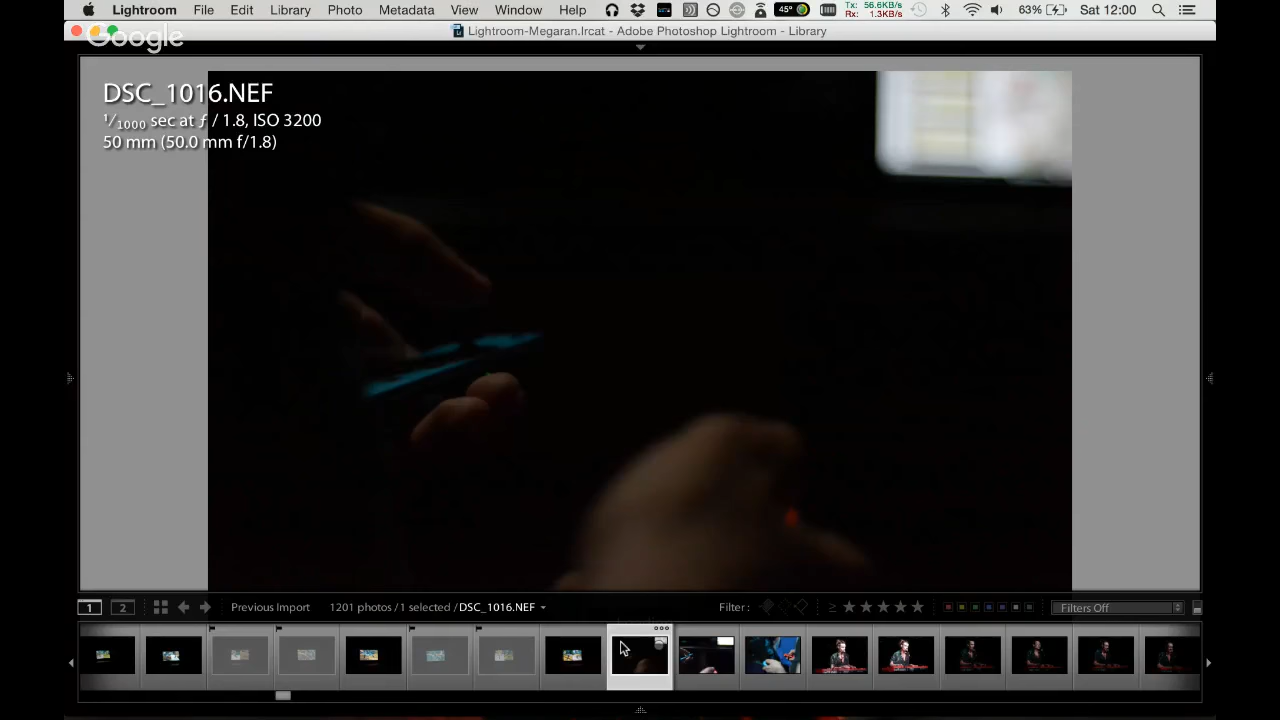 Lightroom File Edit Library Photo Metadata View Window Help 45° Tx: 56.6KB/s Rx: 1.3KB/s 63% Sat 12:00
Google
Lightroom-Megaran.lrcat - Adobe Photoshop Lightroom - Library
DSC_1016.NEF
1/1000 sec at ƒ / 1.8, ISO 3200
50 mm (50.0 mm f/1.8)
1 2 Previous Import 1201 photos / 1 selected / DSC_1016.NEF Filter : ≥ ★★★★★ Filters Off